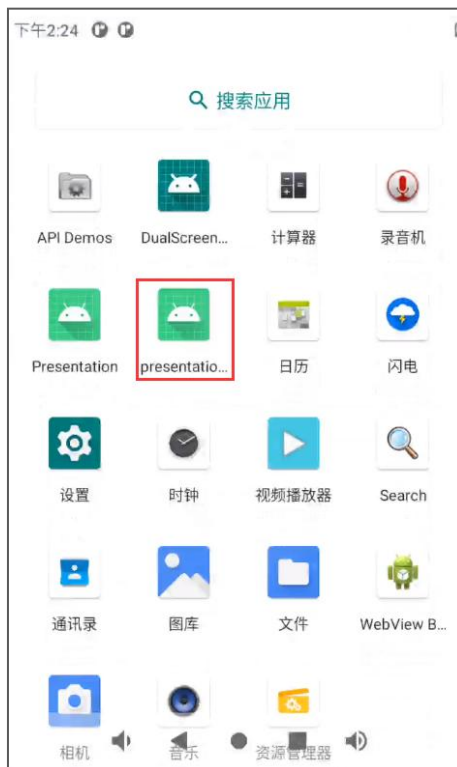 下午2:24
搜索应用
API Demos
DualScreen...
计算器
录音机
Presentation
presentatio...
日历
闪电
设置
时钟
视频播放器
Search
通讯录
图库
文件
WebView B...
相机
音乐
资源管理器